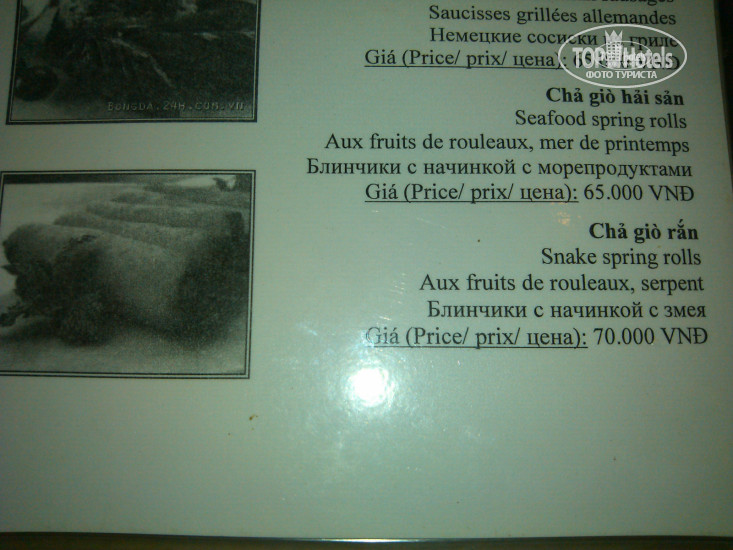 sausages
Saucisses grillées allemandes
Немецкие сосиски гриле
Giá (Price/ prix/ цена): VNĐ
TOP Hotels
ФОТО ТУРИСТА
BONGDA.24H.COM.VN
Chả giò hải sản
Seafood spring rolls
Aux fruits de rouleaux, mer de printemps
Блинчики с начинкой с морепродуктами
Giá (Price/ prix/ цена): 65.000 VNĐ
Chả giò rắn
Snake spring rolls
Aux fruits de rouleaux, serpent
Блинчики с начинкой с змея
Giá (Price/ prix/ цена): 70.000 VNĐ